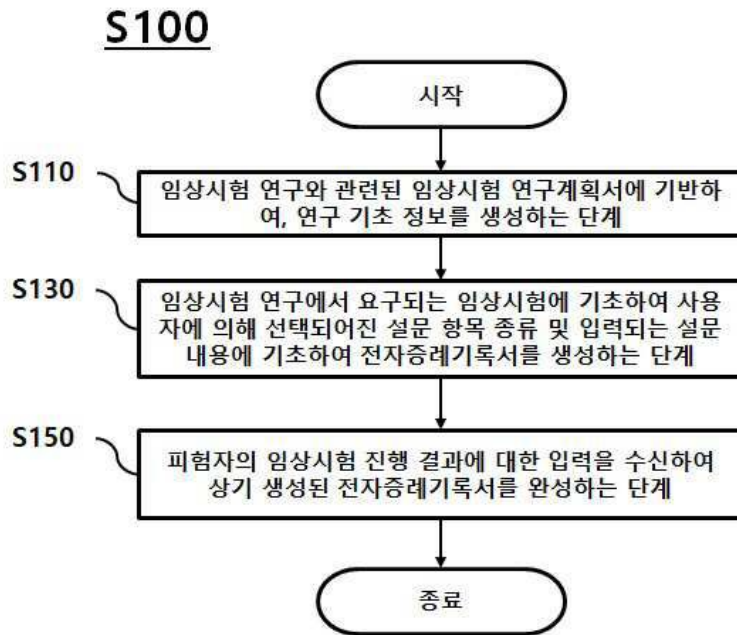 S100
시작
S110
임상시험 연구와 관련된 임상시험 연구계획서에 기반하
여, 연구 기초 정보를 생성하는 단계
S130
임상시험 연구에서 요구되는 임상시험에 기초하여 사용
자에 의해 선택되어진 설문 항목 종류 및 입력되는 설문
내용에 기초하여 전자증례기록서를 생성하는 단계
S150
피험자의 임상시험 진행 결과에 대한 입력을 수신하여
상기 생성된 전자증례기록서를 완성하는 단계
종료